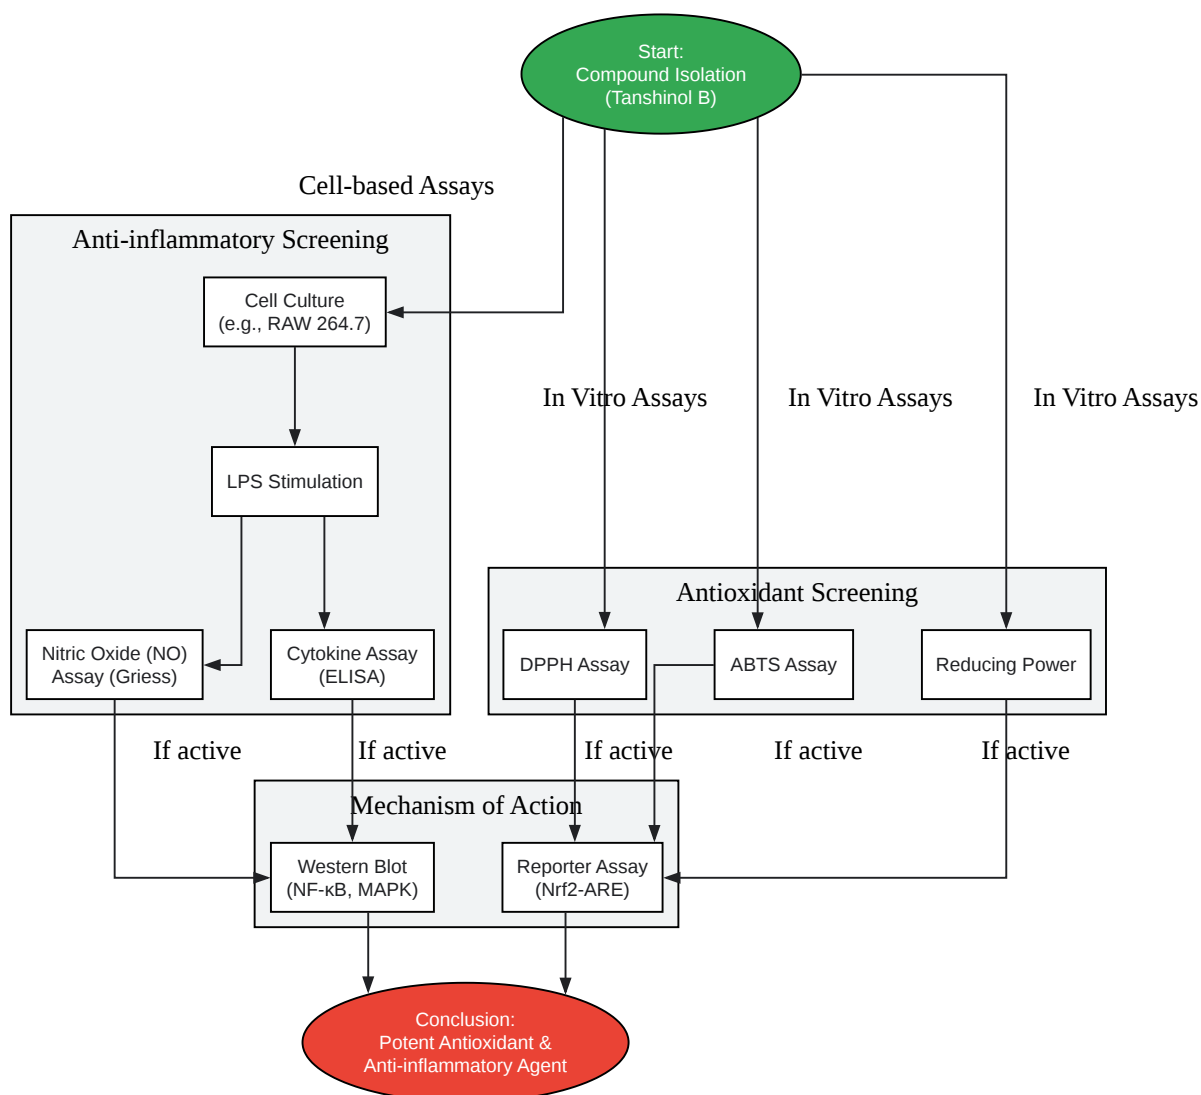 Start:
Compound Isolation
(Tanshinol B)
Cell-based Assays
Anti-inflammatory Screening
Cell Culture
(e.g., RAW 264.7)
In Vitro Assays
In Vitro Assays
In Vitro Assays
LPS Stimulation
Antioxidant Screening
Nitric Oxide (NO)
Assay (Griess)
Cytokine Assay
(ELISA)
DPPH Assay
ABTS Assay
Reducing Power
If active
If active
If active
If active
If active
Mechanism of Action
Western Blot
(NF-κB, MAPK)
Reporter Assay
(Nrf2-ARE)
Conclusion:
Potent Antioxidant &
Anti-inflammatory Agent